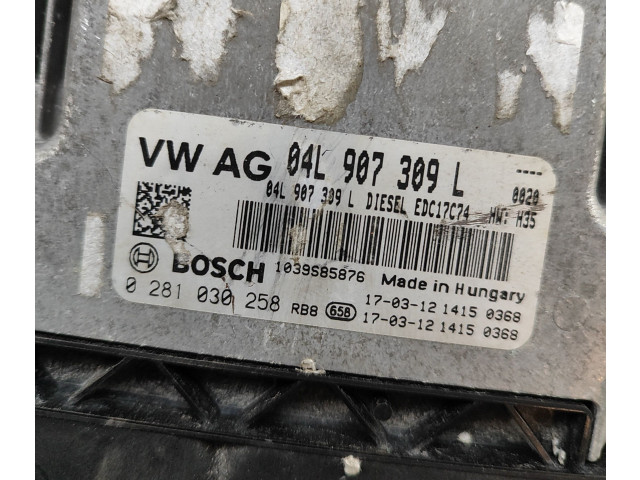 VW AG 04L 907 309 L ----
04L 907 309 L DIESEL EDC17C74 HW: H35 0020
BOSCH 1039S85876 Made in Hungary
0 281 030 258 RB8 658 17-03-12 1415 0368
17-03-12 1415 0368